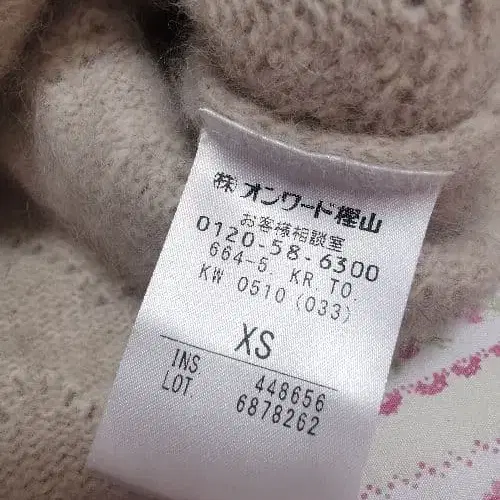 ㈱オンワード樫山
お客様相談室
0120-58-6300
664-5. KR TO.
KW 0510 (033)
XS
INS 448656
LOT 6878262